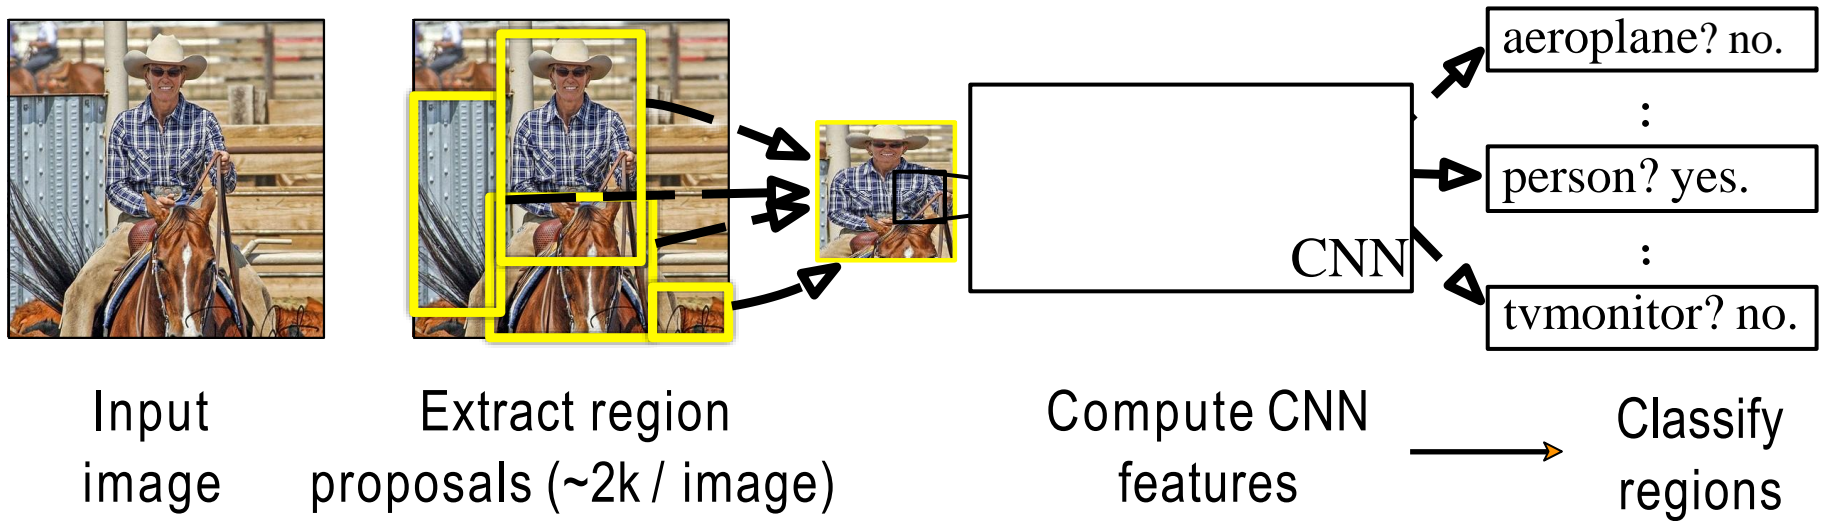 aeroplane? no.
:
person? yes.
:
tvmonitor? no.
CNN
Input
image
Extract region
proposals (~2k / image)
Compute CNN
features
Classify
regions